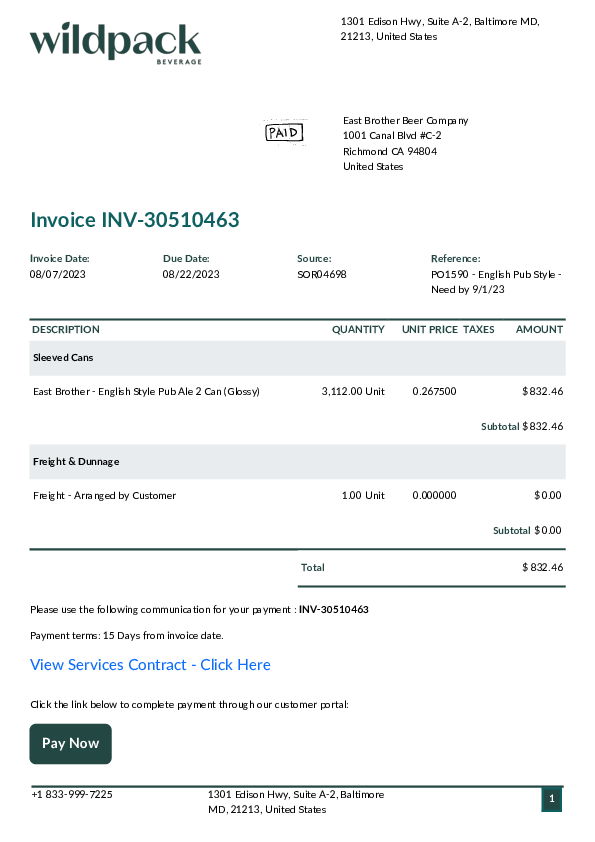 wildpack
BEVERAGE
1301 Edison Hwy, Suite A-2, Baltimore MD,
21213, United States
PAID
East Brother Beer Company
1001 Canal Blvd #C-2
Richmond CA 94804
United States
Invoice INV-30510463
Invoice Date: Due Date: Source: Reference:
08/07/2023 08/22/2023 SOR04698 PO1590 - English Pub Style -
Need by 9/1/23
DESCRIPTION QUANTITY UNIT PRICE TAXES AMOUNT
Sleeved Cans
East Brother - English Style Pub Ale 2 Can (Glossy) 3,112.00 Unit 0.267500 $ 832.46
Subtotal $ 832.46
Freight & Dunnage
Freight - Arranged by Customer 1.00 Unit 0.000000 $ 0.00
Subtotal $ 0.00
Total $ 832.46
Please use the following communication for your payment : INV-30510463
Payment terms: 15 Days from invoice date.
View Services Contract - Click Here
Click the link below to complete payment through our customer portal:
Pay Now
+1 833-999-7225 1301 Edison Hwy, Suite A-2, Baltimore 1
MD, 21213, United States